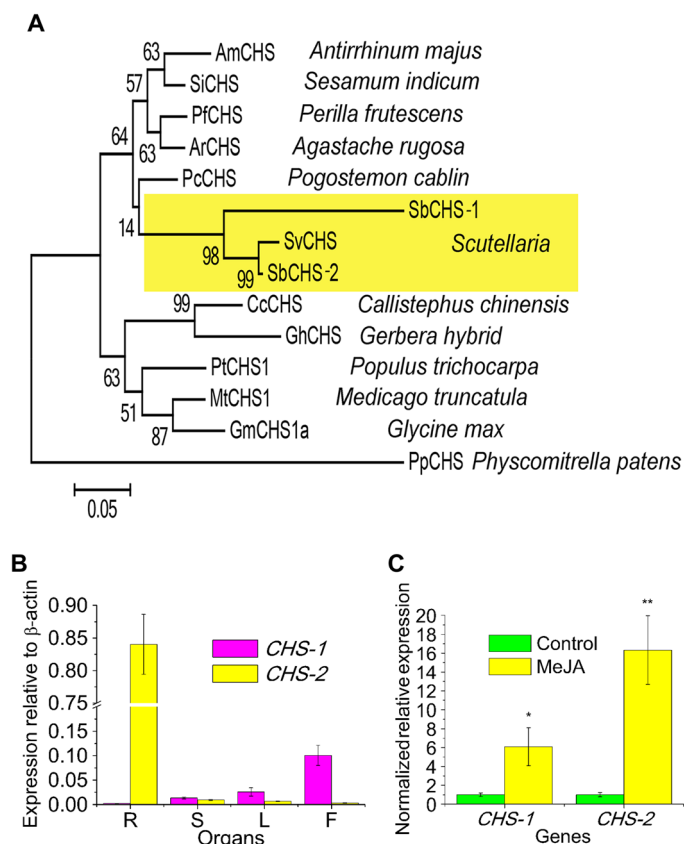 A
63 AmCHS Antirrhinum majus
57 SiCHS Sesamum indicum
PfCHS Perilla frutescens
64 63 ArCHS Agastache rugosa
PcCHS Pogostemon cablin
SbCHS-1
14 98 SvCHS Scutellaria
99 SbCHS-2
99 CcCHS Callistephus chinensis
GhCHS Gerbera hybrid
63 PtCHS1 Populus trichocarpa
51 MtCHS1 Medicago truncatula
87 GmCHS1a Glycine max
PpCHS Physcomitrella patens
0.05
B
Expression relative to β-actin
0.90
0.85
0.80
0.75
0.15
0.10
0.05
0.00
CHS-1
CHS-2
R S L F
Organs
C
Normalized relative expression
20
18
16
14
12
10
8
6
4
2
0
Control
MeJA
*
**
CHS-1 CHS-2
Genes